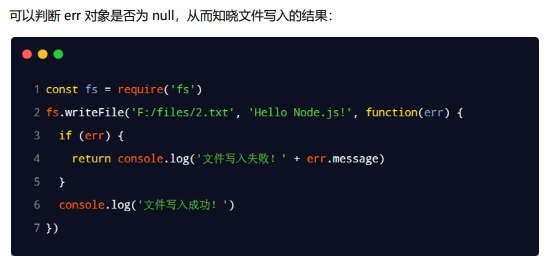 可以判断 err 对象是否为 null，从而知晓文件写入的结果：
1 const fs = require('fs')
2 fs.writeFile('F:/files/2.txt', 'Hello Node.js!', function(err) {
3   if (err) {
4     return console.log('文件写入失败！' + err.message)
5   }
6   console.log('文件写入成功！')
7 })